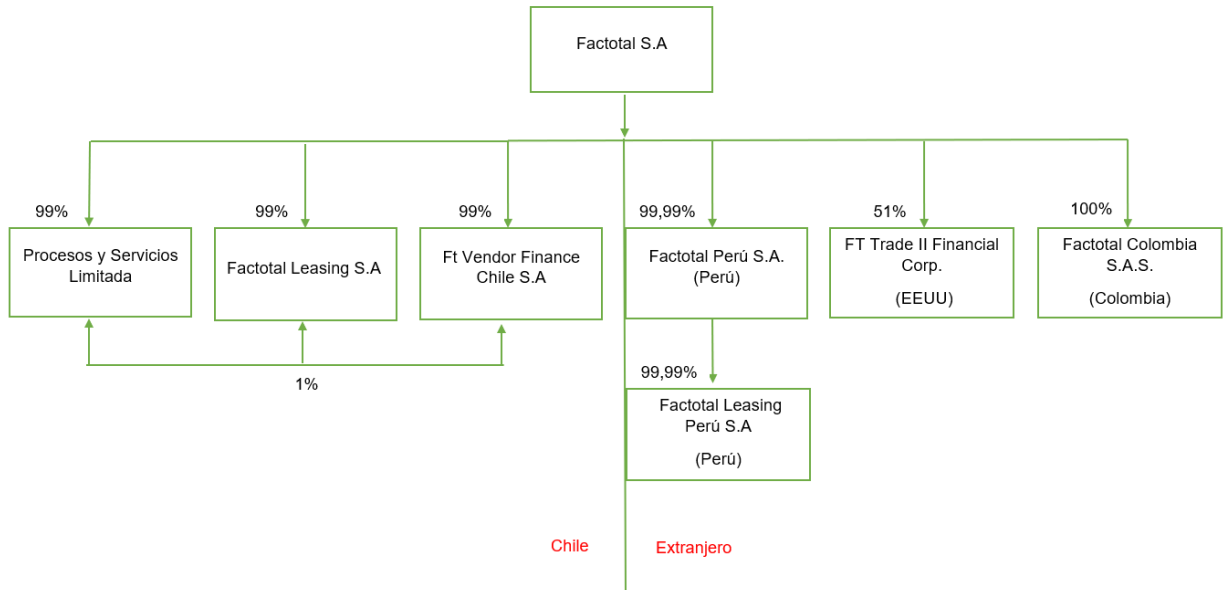 Factotal S.A
99%
99%
99%
99,99%
51%
100%
Procesos y Servicios
Limitada
Factotal Leasing S.A
Ft Vendor Finance
Chile S.A
Factotal Perú S.A.
(Perú)
FT Trade II Financial
Corp.
(EEUU)
Factotal Colombia
S.A.S.
(Colombia)
1%
99,99%
Factotal Leasing
Perú S.A
(Perú)
Chile
Extranjero